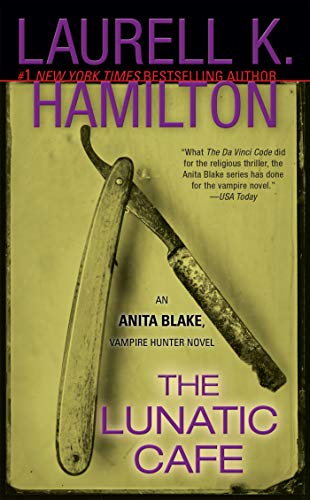 LAURELL K.
#1 NEW YORK TIMES BESTSELLING AUTHOR
HAMILTON
"What The Da Vinci Code did
for the religious thriller, the
Anita Blake series has done
for the vampire novel."
—USA Today
AN
ANITA BLAKE,
VAMPIRE HUNTER NOVEL
THE
LUNATIC
CAFE